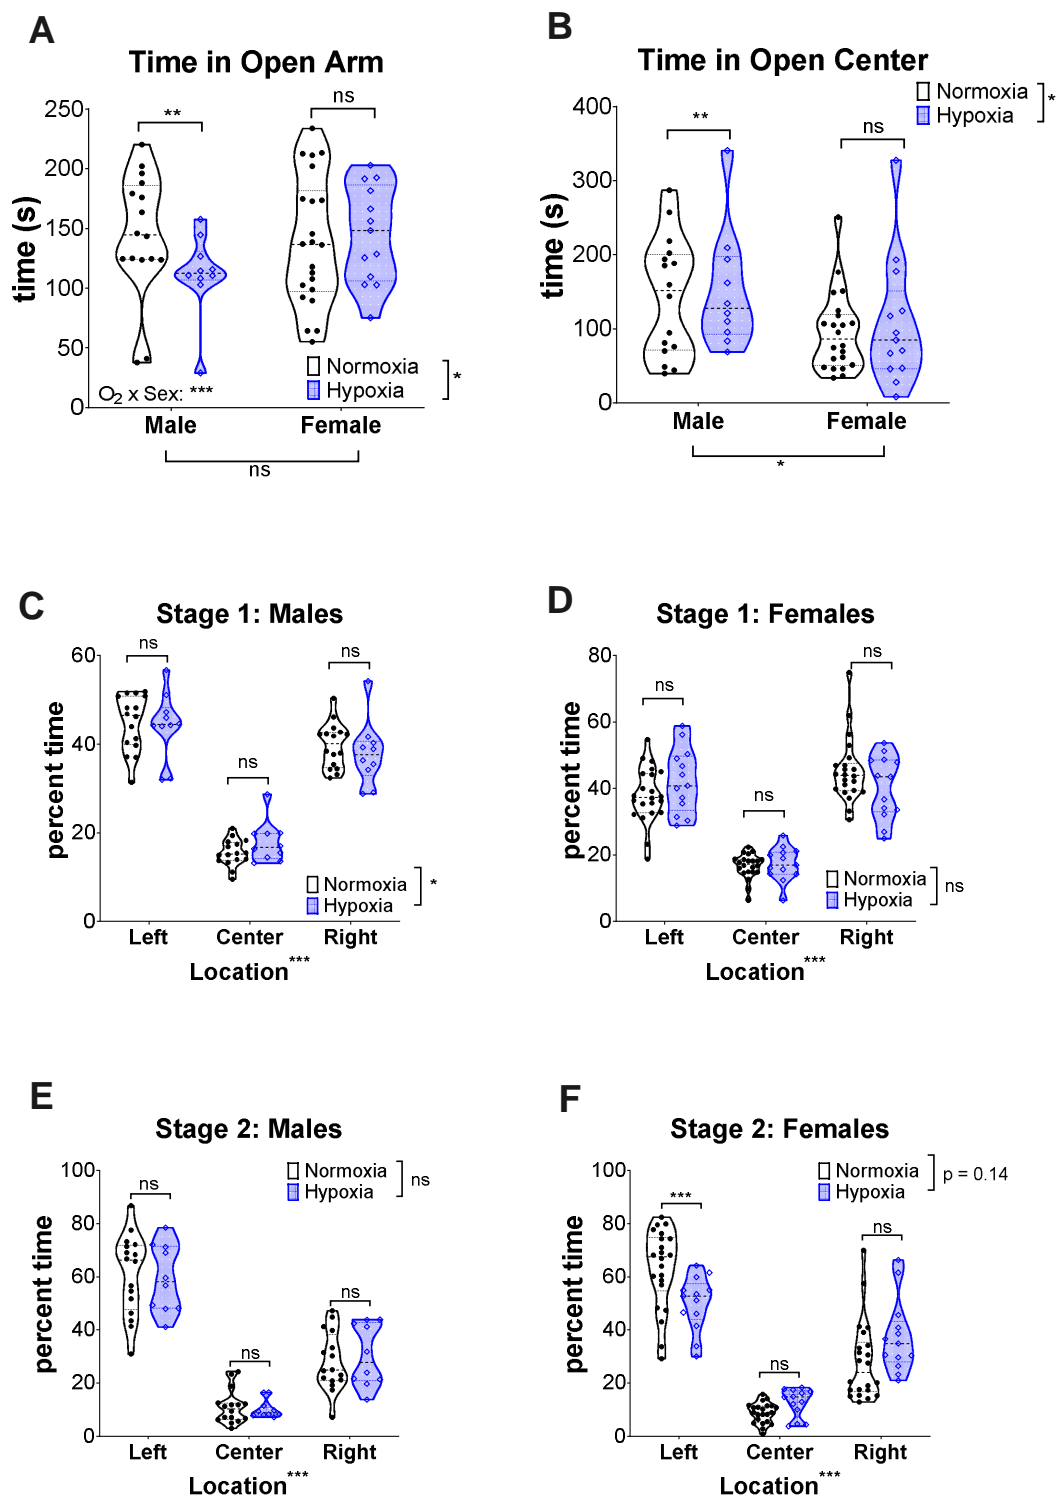 A
Time in Open Arm
time (s)
250
200
150
100
50
0
**
ns
Normoxia
Hypoxia
*
O2 x Sex: ***
Male
Female
ns
B
Time in Open Center
time (s)
400
300
200
100
0
Normoxia
Hypoxia
*
**
ns
Male
Female
*
C
Stage 1: Males
percent time
60
40
20
0
ns
ns
ns
Normoxia
Hypoxia
*
Left
Center
Right
Location***
D
Stage 1: Females
percent time
80
60
40
20
0
ns
ns
ns
Normoxia
Hypoxia
ns
Left
Center
Right
Location***
E
Stage 2: Males
percent time
100
80
60
40
20
0
Normoxia
Hypoxia
ns
ns
ns
ns
Left
Center
Right
Location***
F
Stage 2: Females
percent time
100
80
60
40
20
0
Normoxia
Hypoxia
p = 0.14
***
ns
ns
Left
Center
Right
Location***